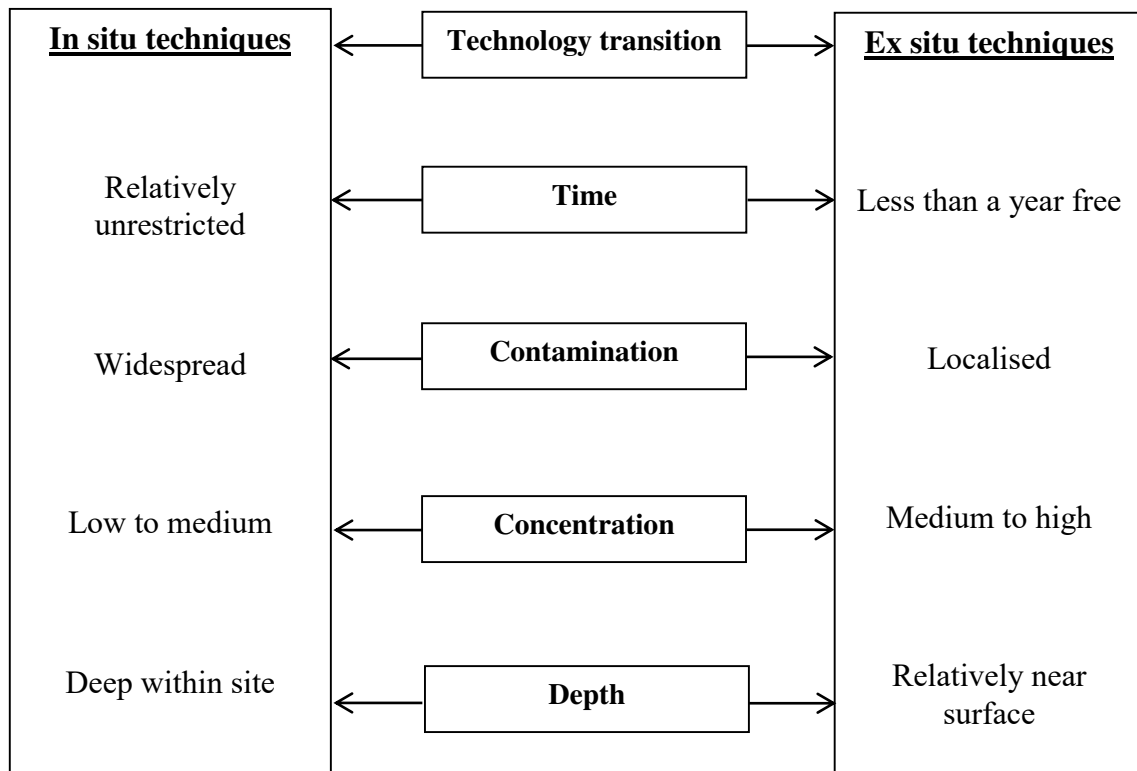 In situ techniques
Technology transition
Ex situ techniques
Relatively
unrestricted
Time
Less than a year free
Widespread
Contamination
Localised
Low to medium
Concentration
Medium to high
Deep within site
Depth
Relatively near
surface